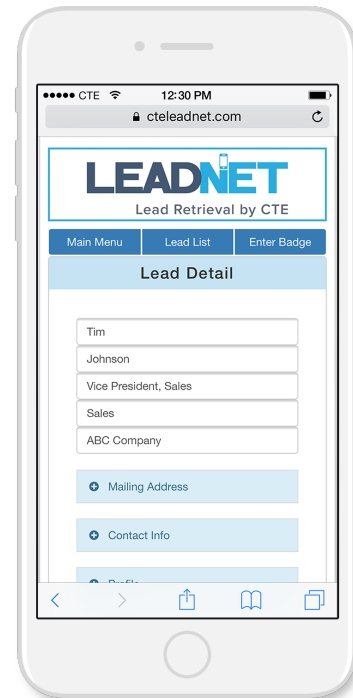 CTE 12:30 PM
cteleadnet.com
LEADNET
Lead Retrieval by CTE
Main Menu Lead List Enter Badge
Lead Detail
Tim
Johnson
Vice President, Sales
Sales
ABC Company
Mailing Address
Contact Info
Profile